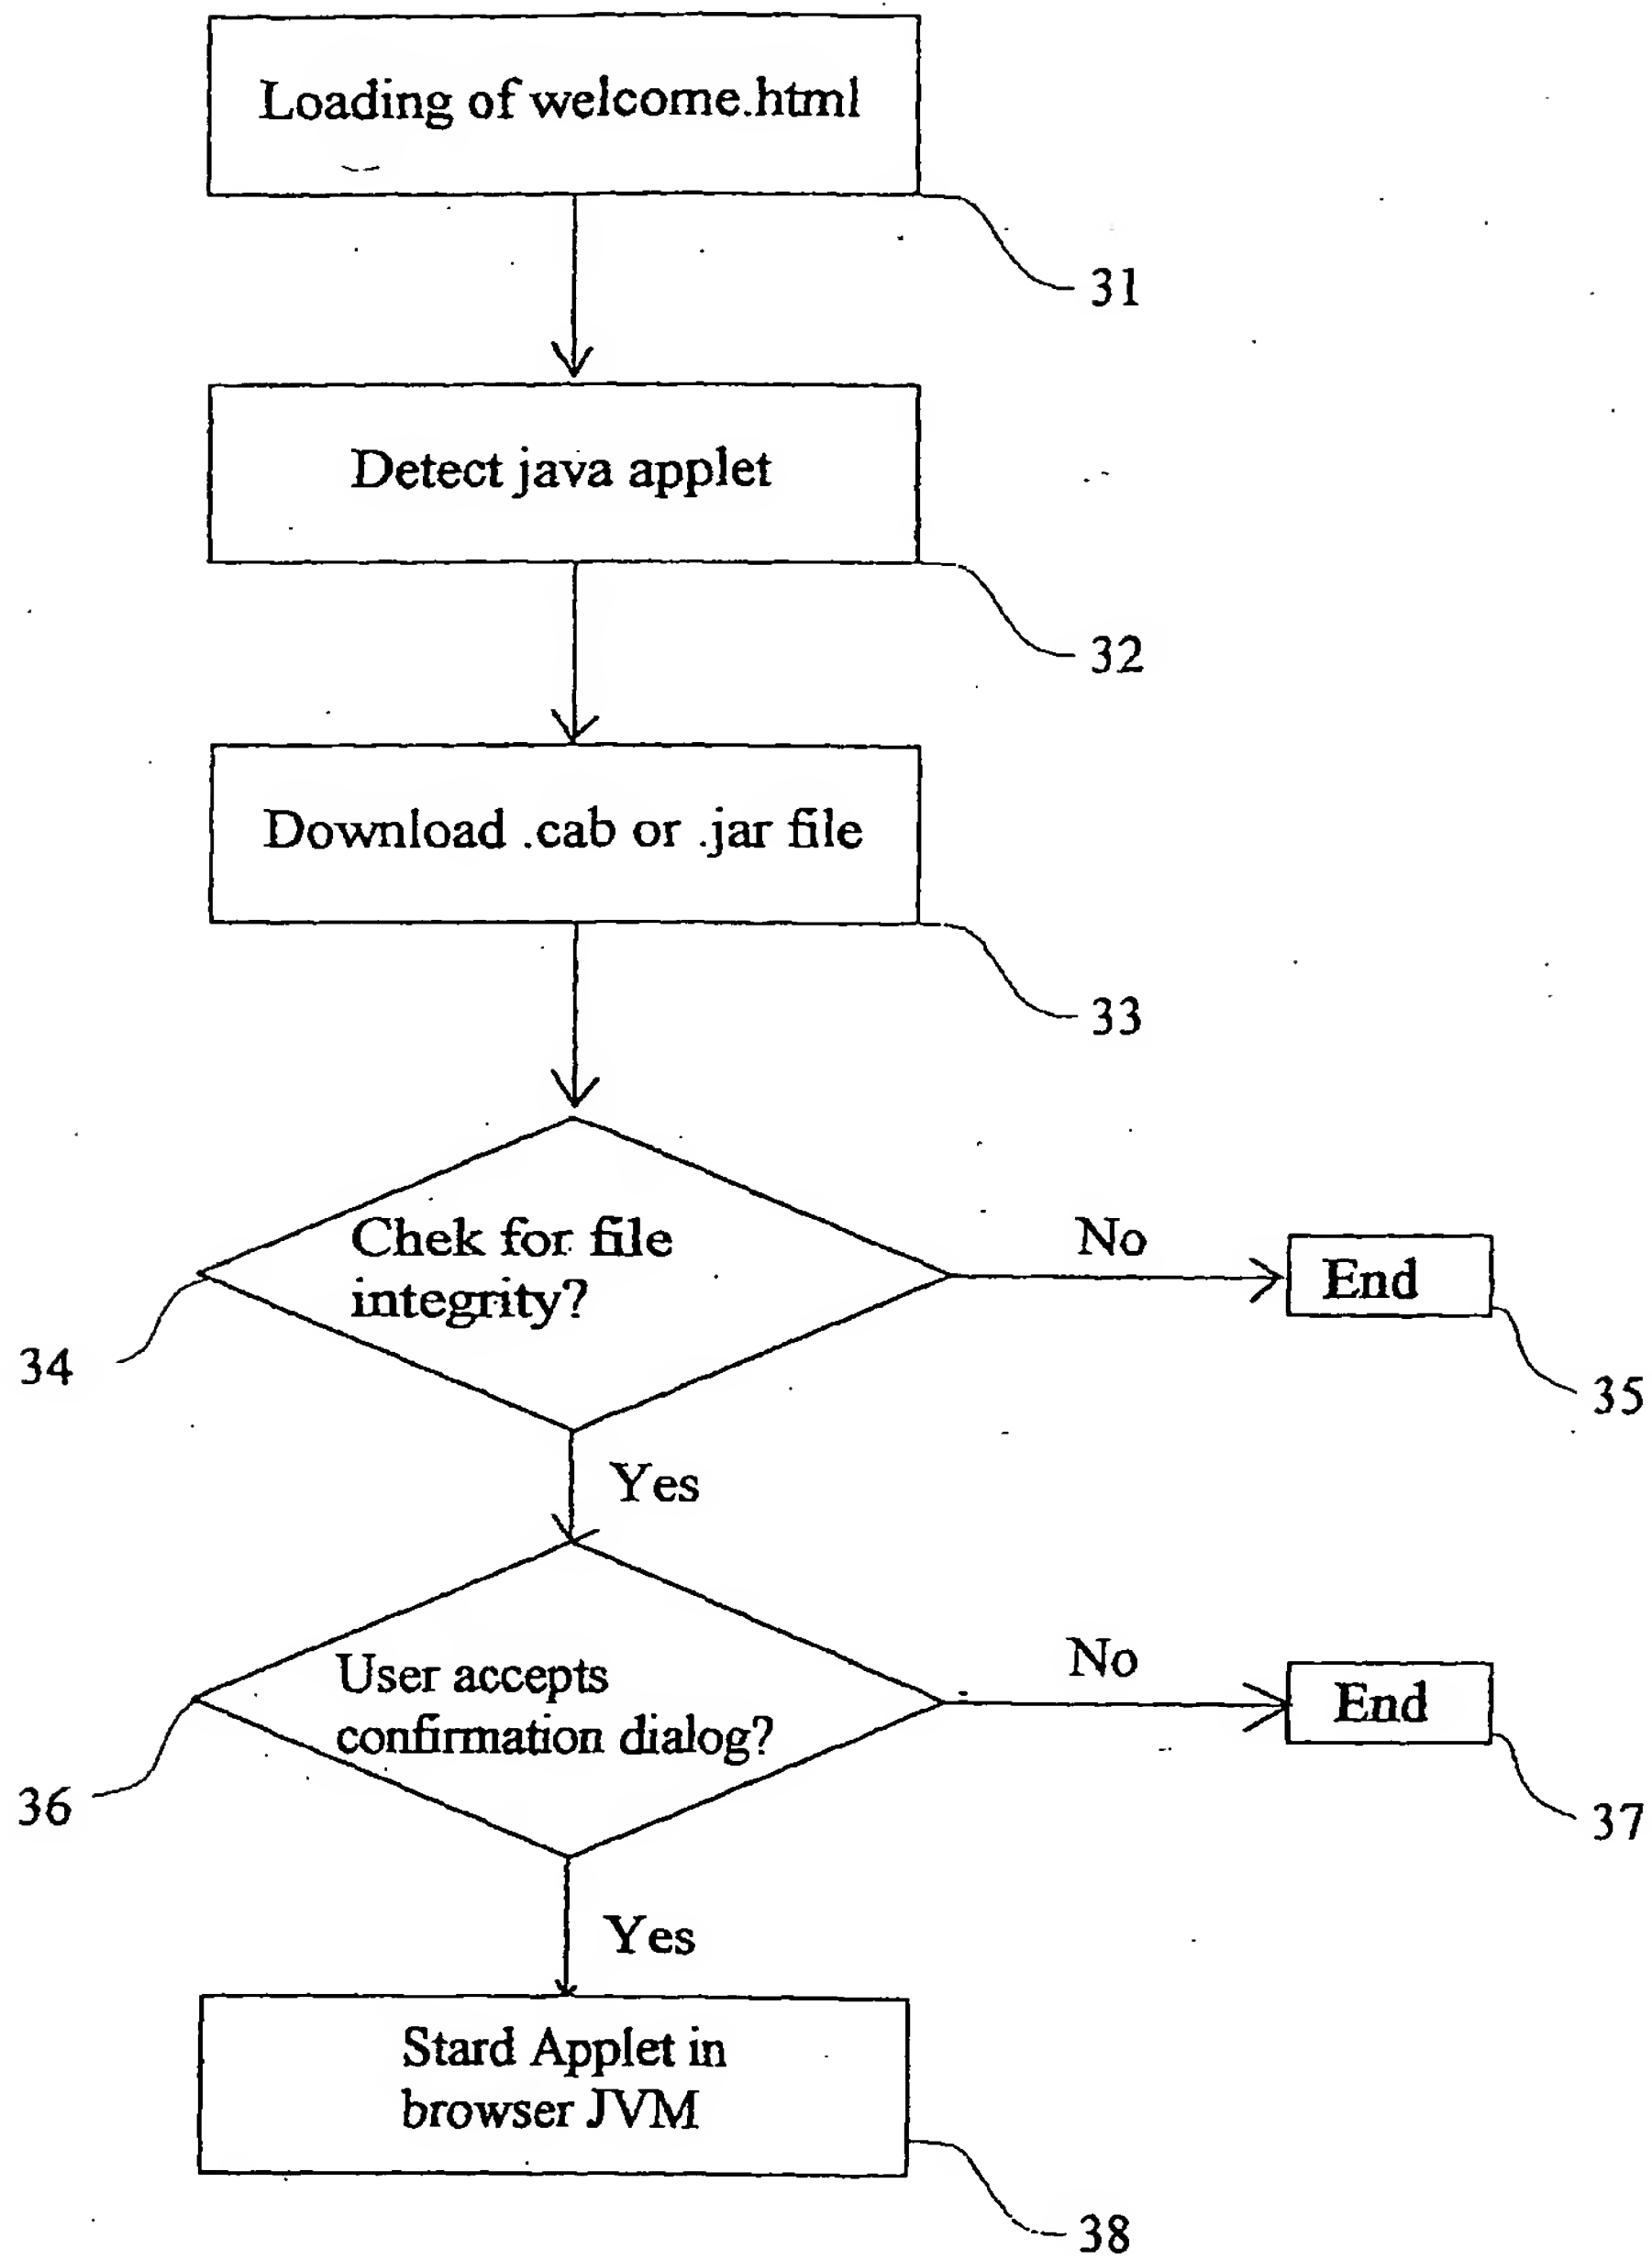 Loading of welcome.html
31
Detect java applet
32
Download .cab or .jar file
33
Chek for file
integrity?
No
End
34
35
Yes
User accepts
confirmation dialog?
No
End
36
37
Yes
Stard Applet in
browser JVM
38